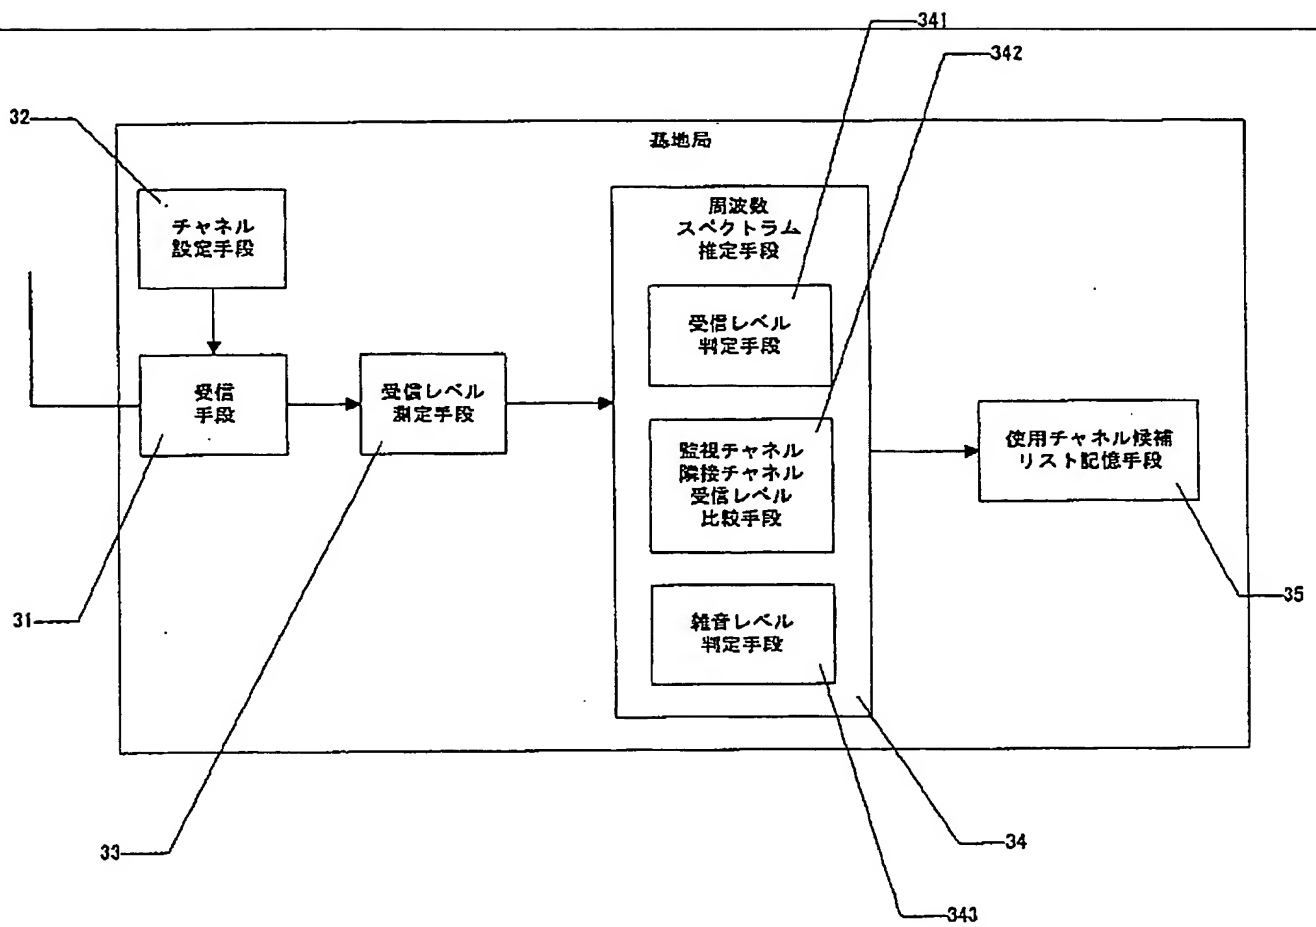 341
342
32
基地局
チャネル
設定手段
周波数
スペクトラム
推定手段
受信レベル
判定手段
受信
手段
受信レベル
測定手段
監視チャネル
隣接チャネル
受信レベル
比較手段
使用チャネル候補
リスト記憶手段
31
雑音レベル
判定手段
35
33
34
343